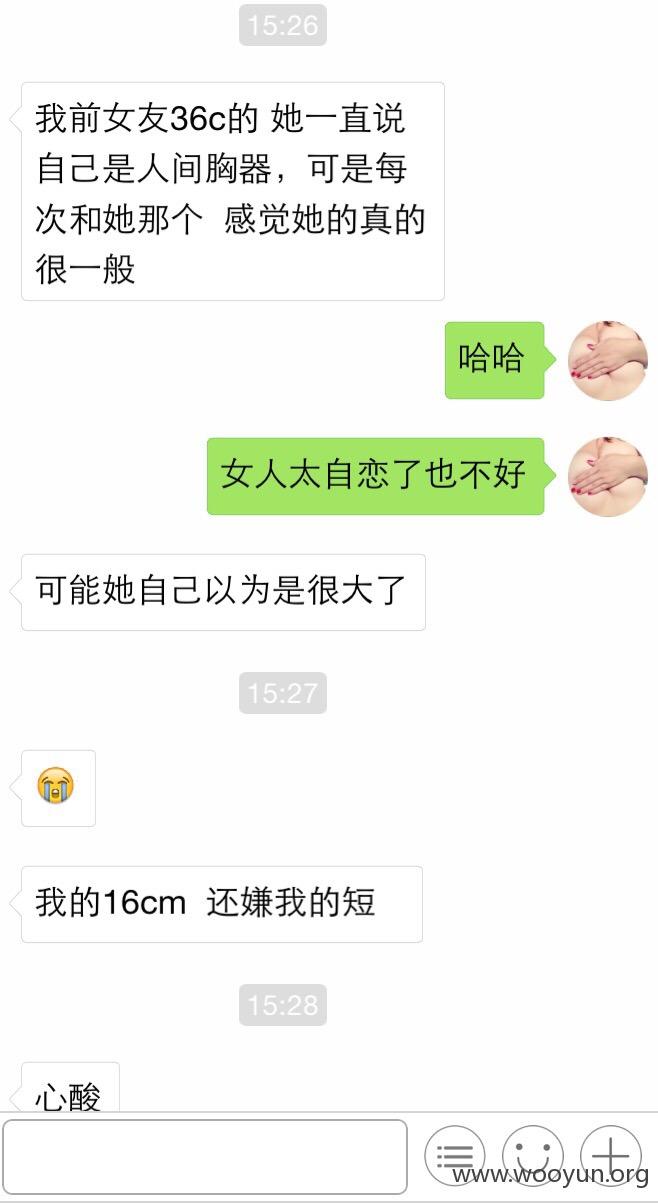 15:26
我前女友36c的 她一直说
自己是人间胸器，可是每
次和她那个 感觉她的真的
很一般
哈哈
女人太自恋了也不好
可能她自己以为是很大了
15:27
我的16cm 还嫌我的短
15:28
心酸
www.wooyun.org